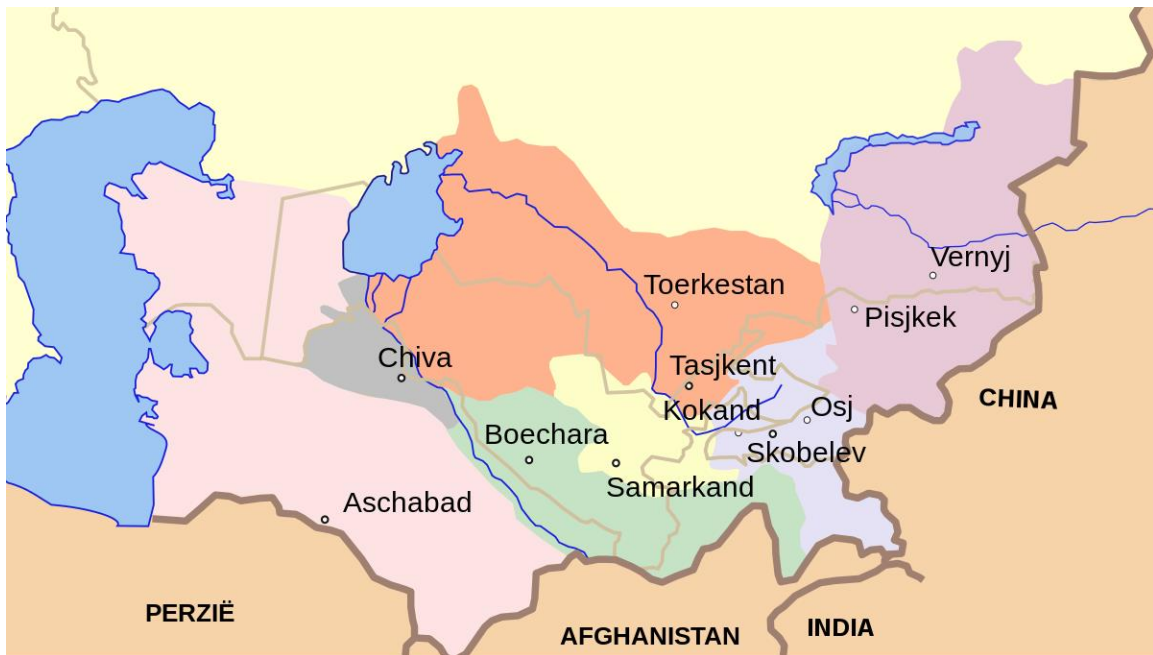 Vernyj
Toerkestan
Pisjkek
Chiva
Tasjkent
CHINA
Kokand
Osj
Boechara
Skobelev
Samarkand
Aschabad
PERZIË
AFGHANISTAN
INDIA